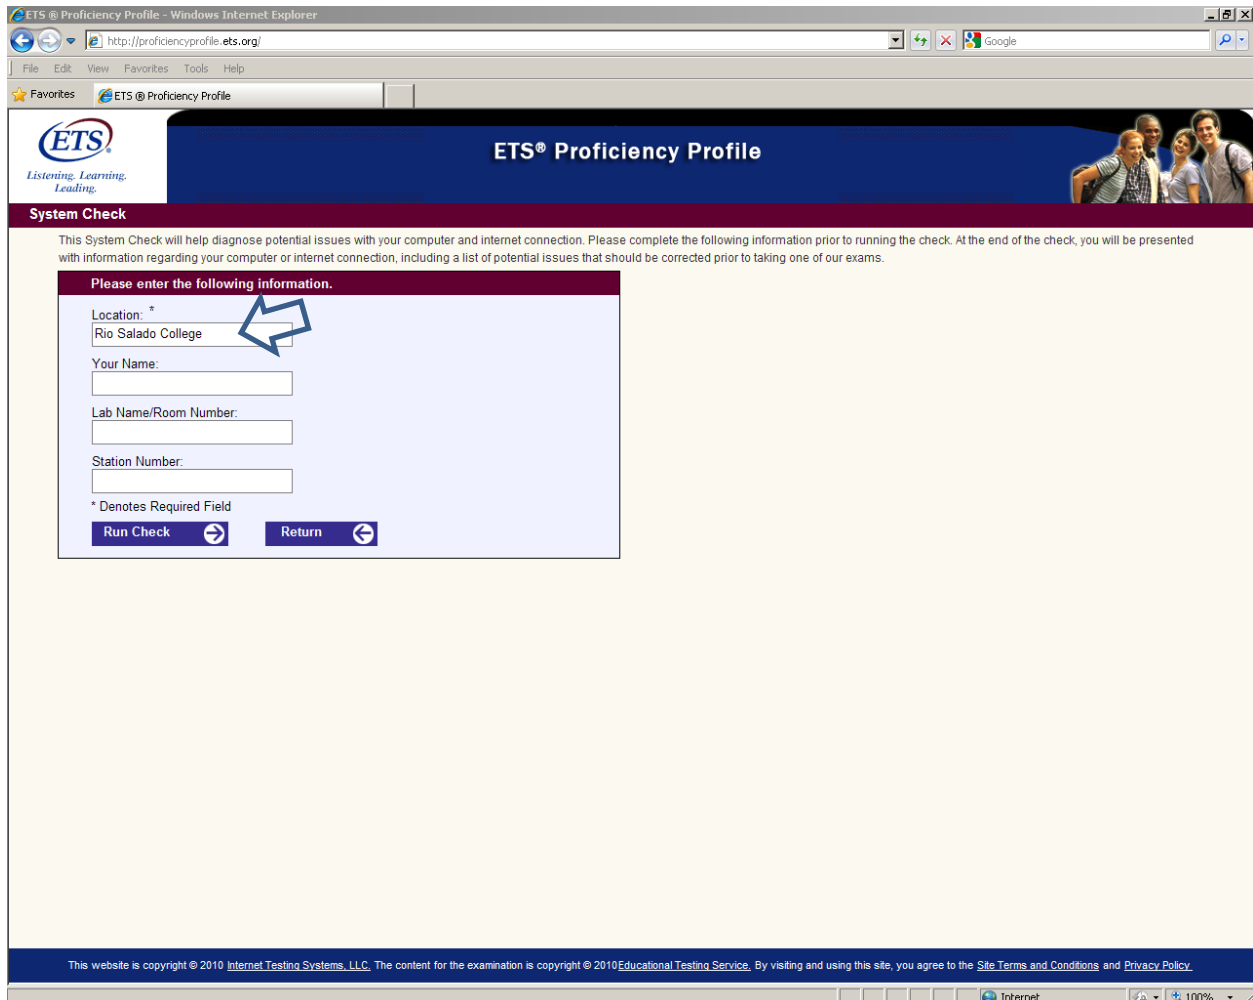 ETS ® Proficiency Profile - Windows Internet Explorer
http://proficiencyprofile.ets.org/
Google
File Edit View Favorites Tools Help
Favorites ETS ® Proficiency Profile
ETS®
Listening. Learning.
Leading.
ETS® Proficiency Profile
System Check
This System Check will help diagnose potential issues with your computer and internet connection. Please complete the following information prior to running the check. At the end of the check, you will be presented
with information regarding your computer or internet connection, including a list of potential issues that should be corrected prior to taking one of our exams.
Please enter the following information.
Location: *
Rio Salado College
Your Name:
Lab Name/Room Number:
Station Number:
* Denotes Required Field
Run Check Return
This website is copyright © 2010 Internet Testing Systems, LLC. The content for the examination is copyright © 2010Educational Testing Service. By visiting and using this site, you agree to the Site Terms and Conditions and Privacy Policy.
Internet 100%